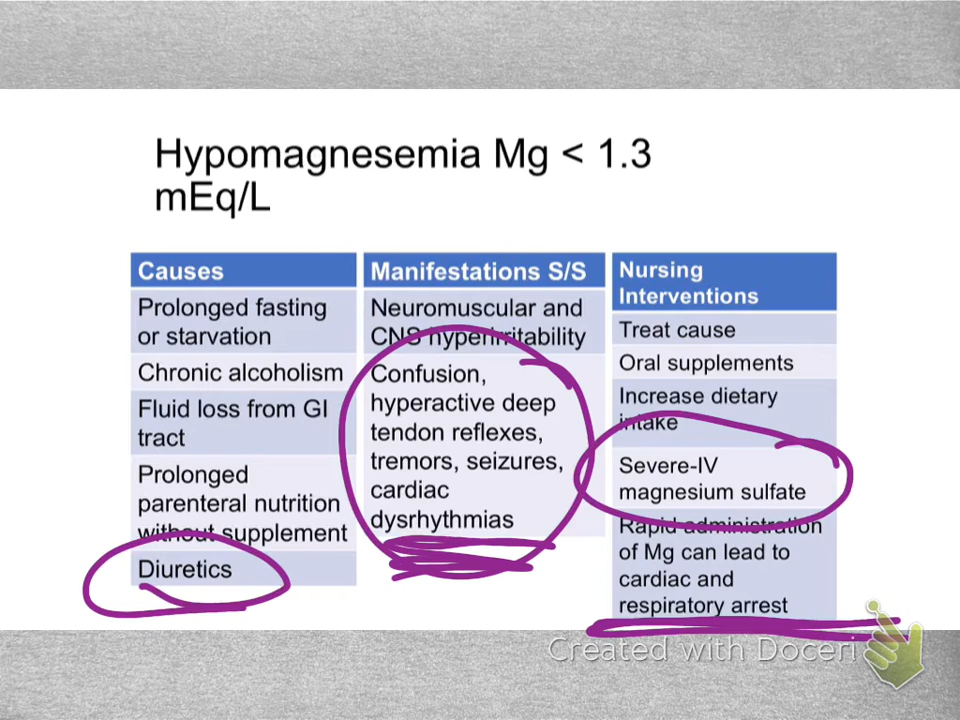 Hypomagnesemia Mg < 1.3
mEq/L
Causes
Prolonged fasting
or starvation
Chronic alcoholism
Fluid loss from GI
tract
Prolonged
parenteral nutrition
without supplement
Diuretics
Manifestations S/S
Neuromuscular and
CNS hyperirritability
Confusion,
hyperactive deep
tendon reflexes,
tremors, seizures,
cardiac
dysrhythmias
Nursing
Interventions
Treat cause
Oral supplements
Increase dietary
intake
Severe-IV
magnesium sulfate
Rapid administration
of Mg can lead to
cardiac and
respiratory arrest
Created with Doceri